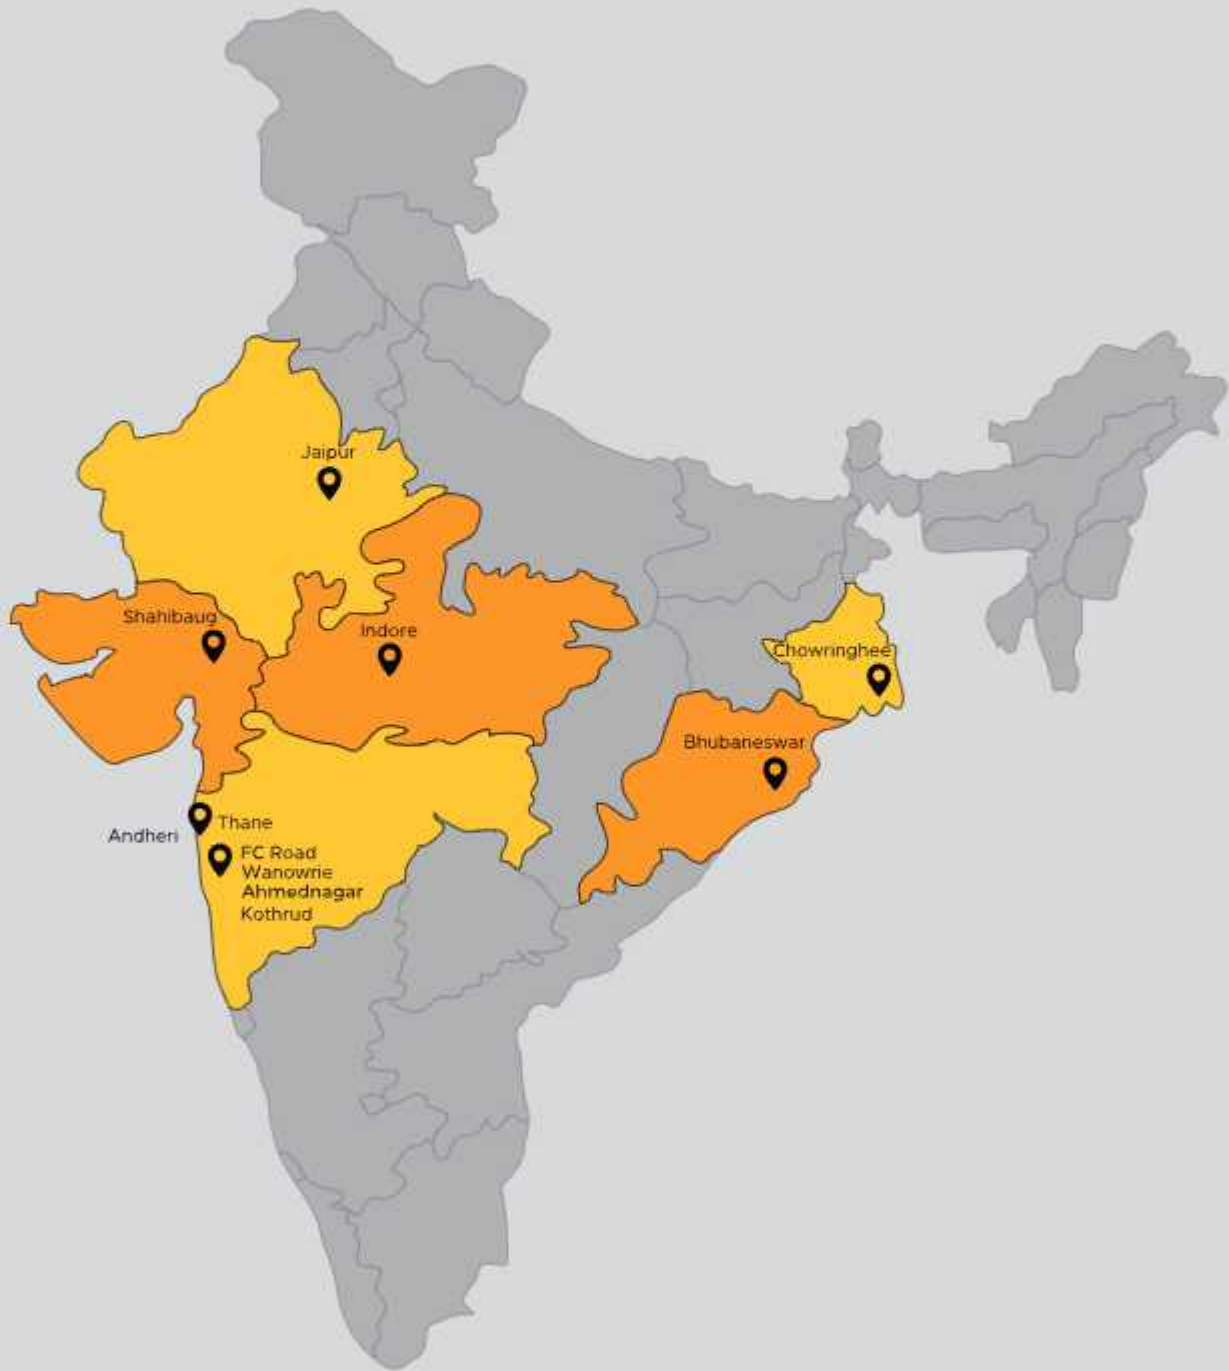 Jaipur
Shahibaug
Indore
Chowringhee
Bhubaneswar
Thane
Andheri
FC Road
Wanowrie
Ahmednagar
Kothrud